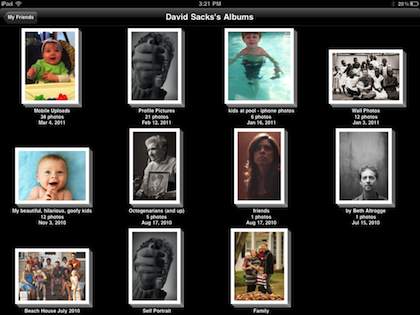 iPad
3:21 PM
26%
My Friends
David Sacks's Albums
Mobile Uploads
38 photos
Mar 4, 2011
Profile Pictures
21 photos
Feb 12, 2011
kids at pool - iphone photos
6 photos
Jan 16, 2011
Wall Photos
12 photos
Jan 3, 2011
My beautiful, hilarious, goofy kids
12 photos
Nov 3, 2010
Octogenarians (and up)
5 photos
Aug 17, 2010
friends
1 photos
Aug 17, 2010
by Beth Altrogge
1 photos
Jul 15, 2010
Beach House July 2010
Self Portrait
Family